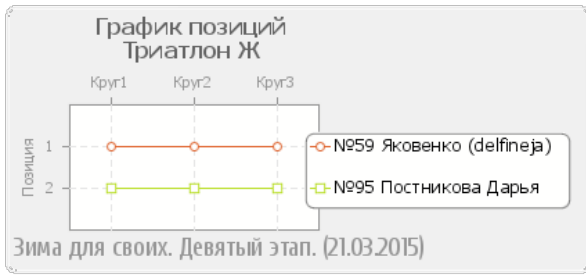 График позиций
Триатлон Ж
Круг1 Круг2 Круг3
Позиция
1
2
№59 Яковенко (delfineja)
№95 Постникова Дарья
Зима для своих. Девятый этап. (21.03.2015)